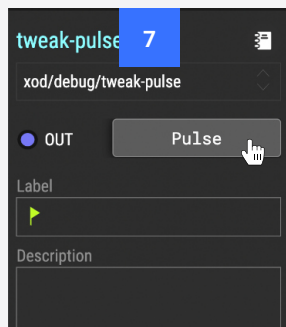 tweak-pulse
7
xod/debug/tweak-pulse
OUT
Pulse
Label
Description